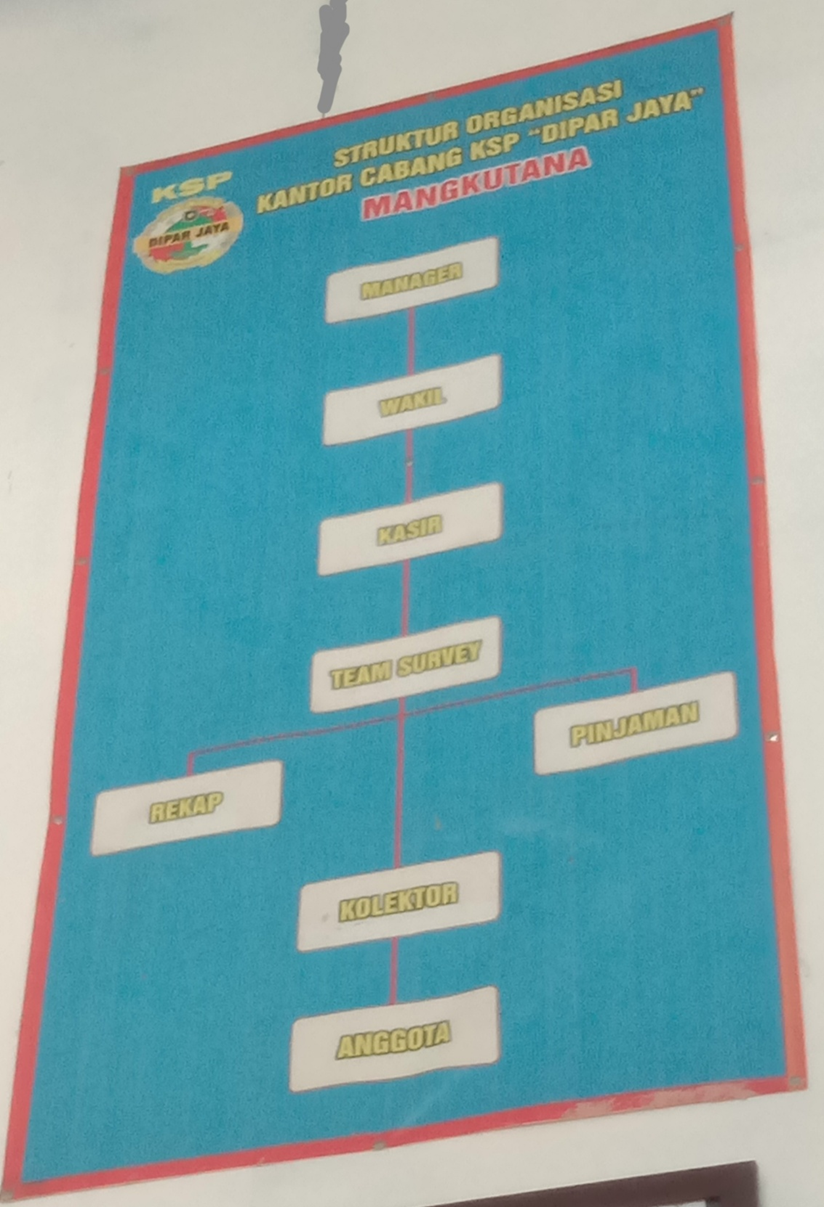 STRUKTUR ORGANISASI
KANTOR CABANG KSP "DIPAR JAYA"
MANGKUTANA
KSP
DIPAR JAYA
MANAGER
WAKIL
KASIR
TEAM SURVEY
PINJAMAN
REKAP
KOLEKTOR
ANGGOTA